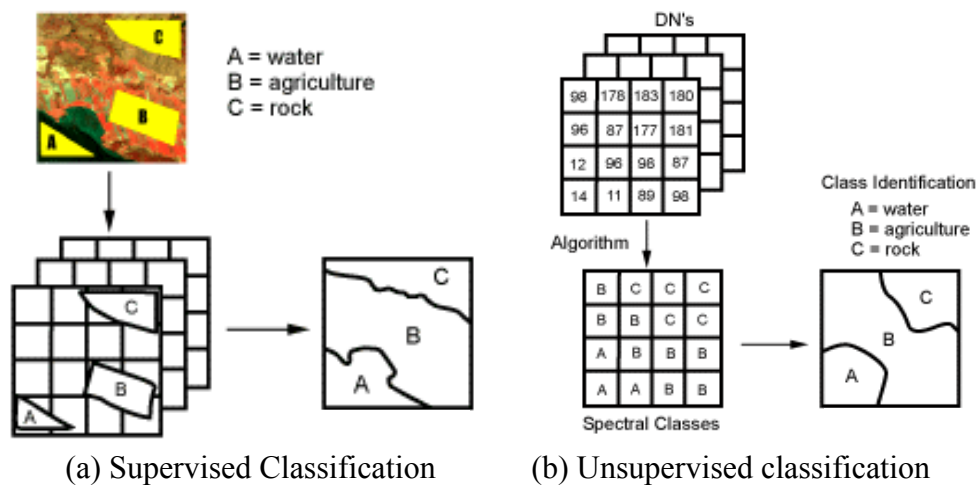 C
B
A
A = water
B = agriculture
C = rock
C
B
A
C
B
A
(a) Supervised Classification
DN's
98 178 183 180
96 87 177 181
12 96 98 87
14 11 89 98
Algorithm
B C C C
B B C C
A B B B
A A B B
Spectral Classes
Class Identification
A = water
B = agriculture
C = rock
C
B
A
(b) Unsupervised classification